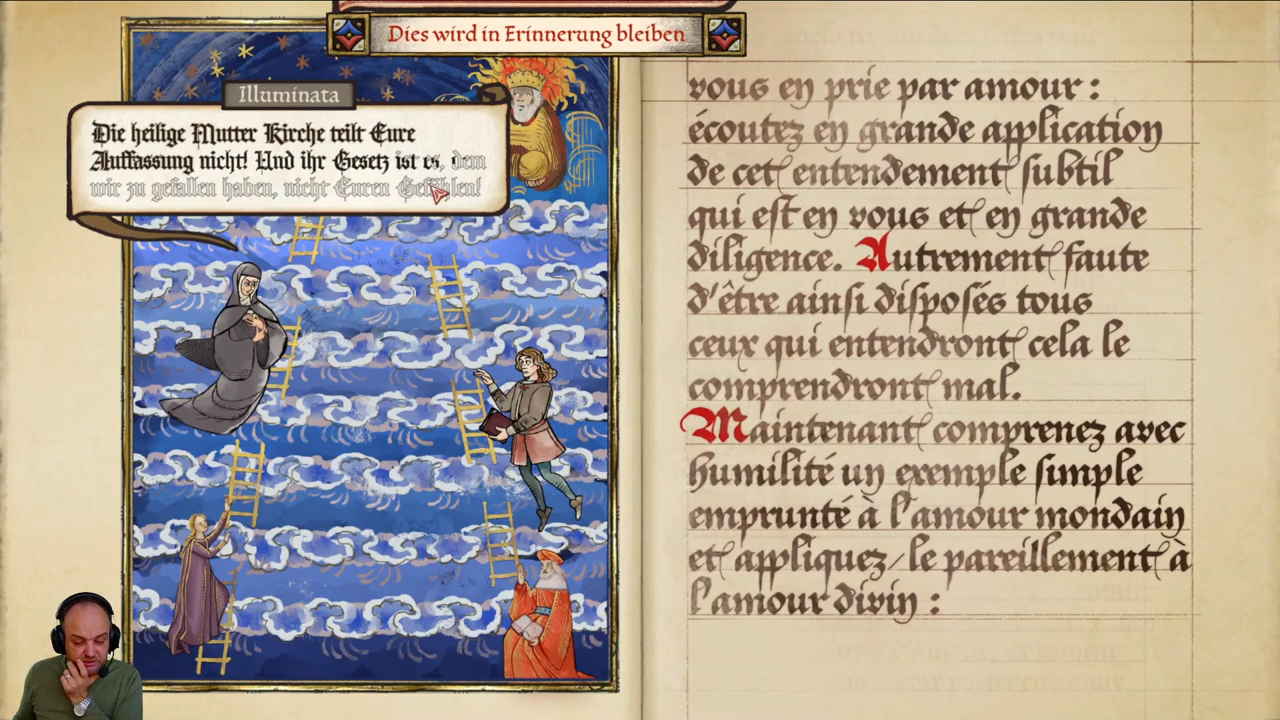 Dies wird in Erinnerung bleiben
Illuminata
Die heilige Mutter Kirche teilt Eure
Auffassung nicht! Und ihr Gesetz ist es, dem
wir zu gefallen haben, nicht Euren Gefühlen!
vous en prie par amour :
écoutez en grande application
de cet entendement subtil
qui est en vous et en grande
diligence. Autrement faute
d'être ainsi disposés tous
ceux qui entendront cela le
comprendront mal.
Maintenant comprenez avec
humilité un exemple simple
emprunté à l'amour mondain
et appliquez-le pareillement à
l'amour divin :